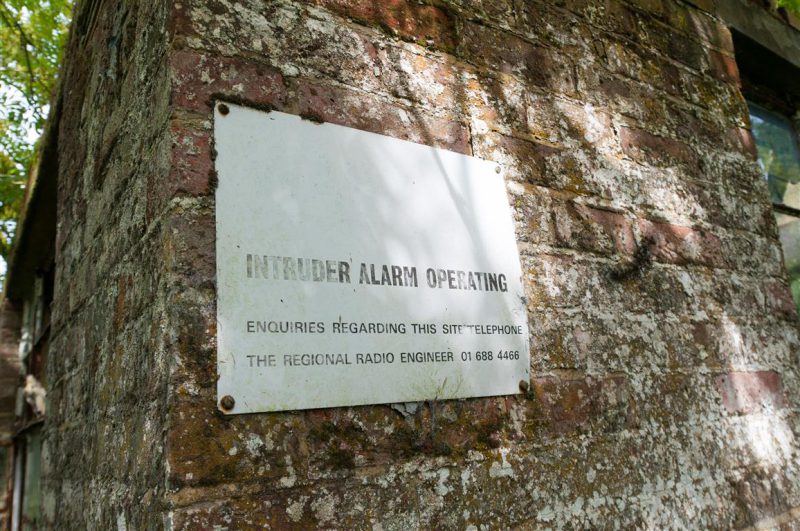 INTRUDER ALARM OPERATING
ENQUIRIES REGARDING THIS SITE TELEPHONE
THE REGIONAL RADIO ENGINEER 01 688 4466